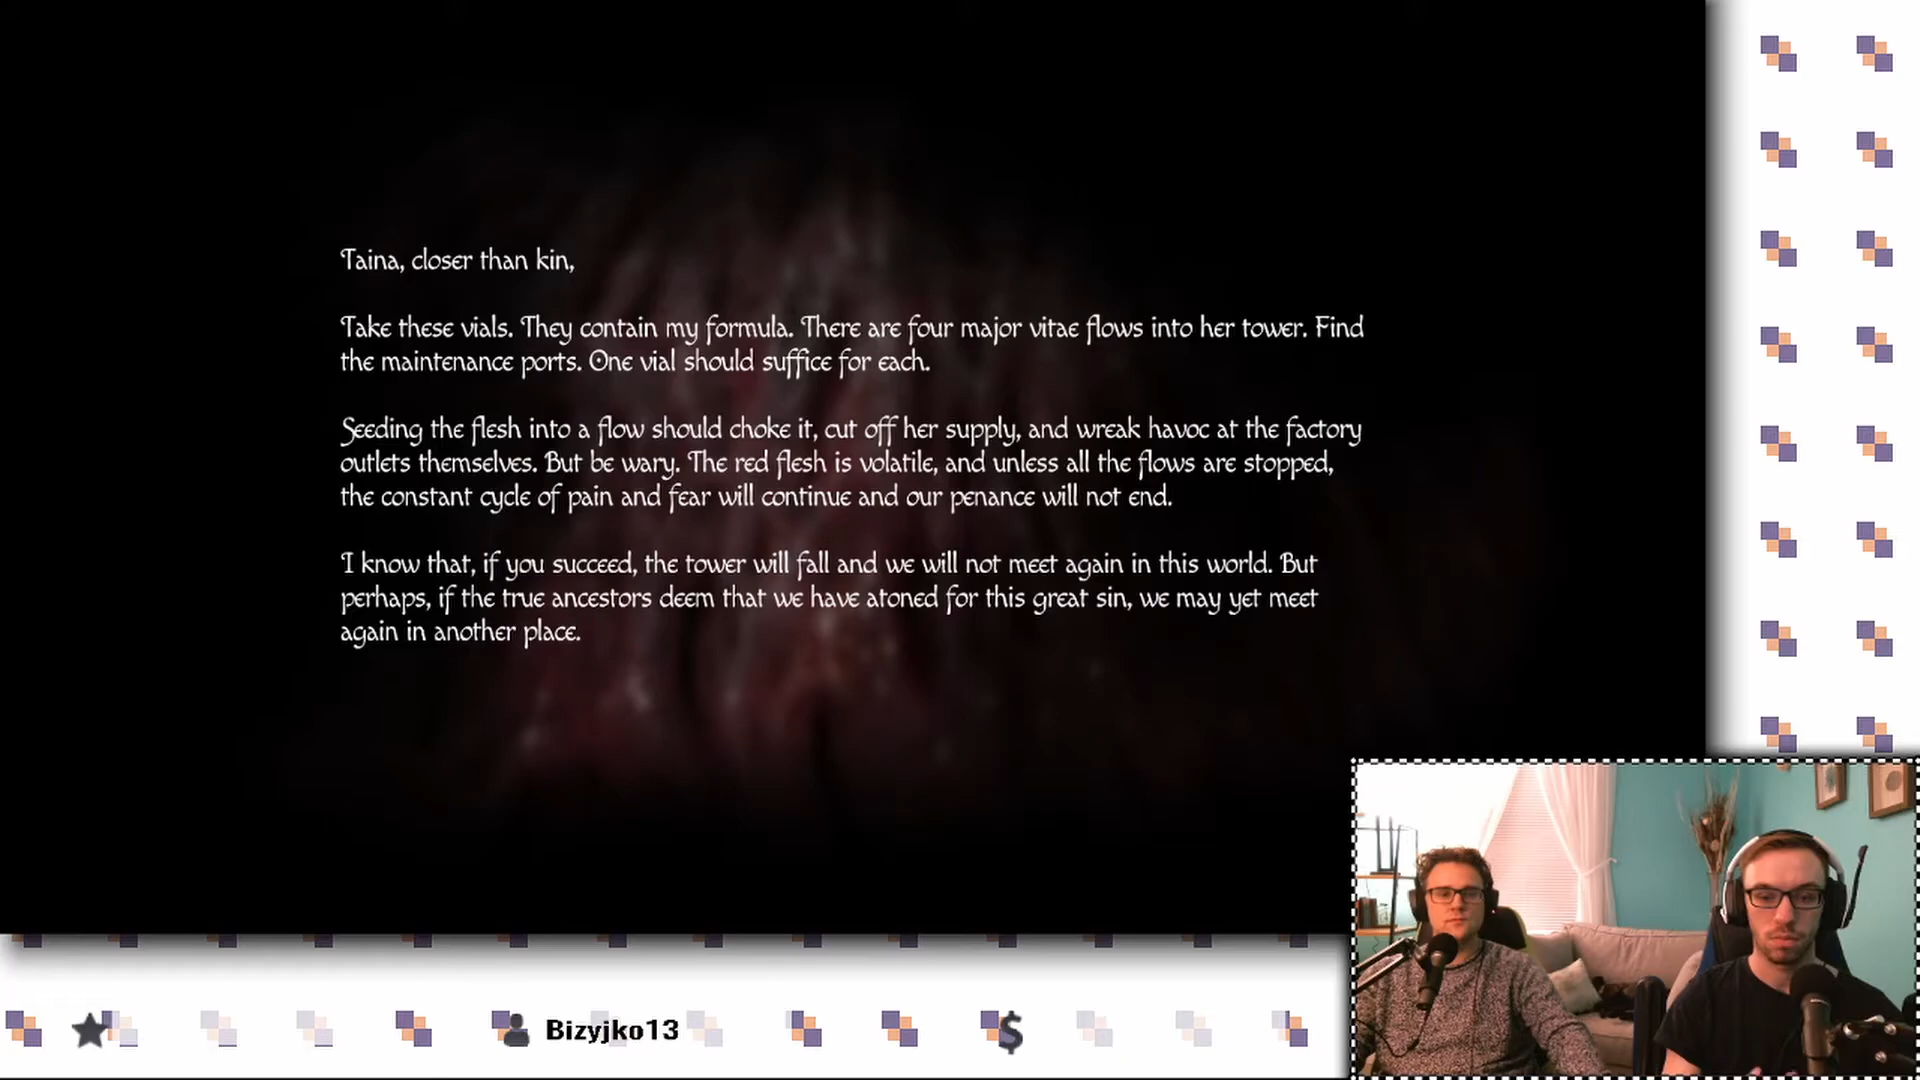 Taina, closer than kin,
Take these vials. They contain my formula. There are four major vitae flows into her tower. Find
the maintenance ports. One vial should suffice for each.
Seeding the flesh into a flow should choke it, cut off her supply, and wreak havoc at the factory
outlets themselves. But be wary. The red flesh is volatile, and unless all the flows are stopped,
the constant cycle of pain and fear will continue and our penance will not end.
I know that, if you succeed, the tower will fall and we will not meet again in this world. But
perhaps, if the true ancestors deem that we have atoned for this great sin, we may yet meet
again in another place.
Bizyjko13
$